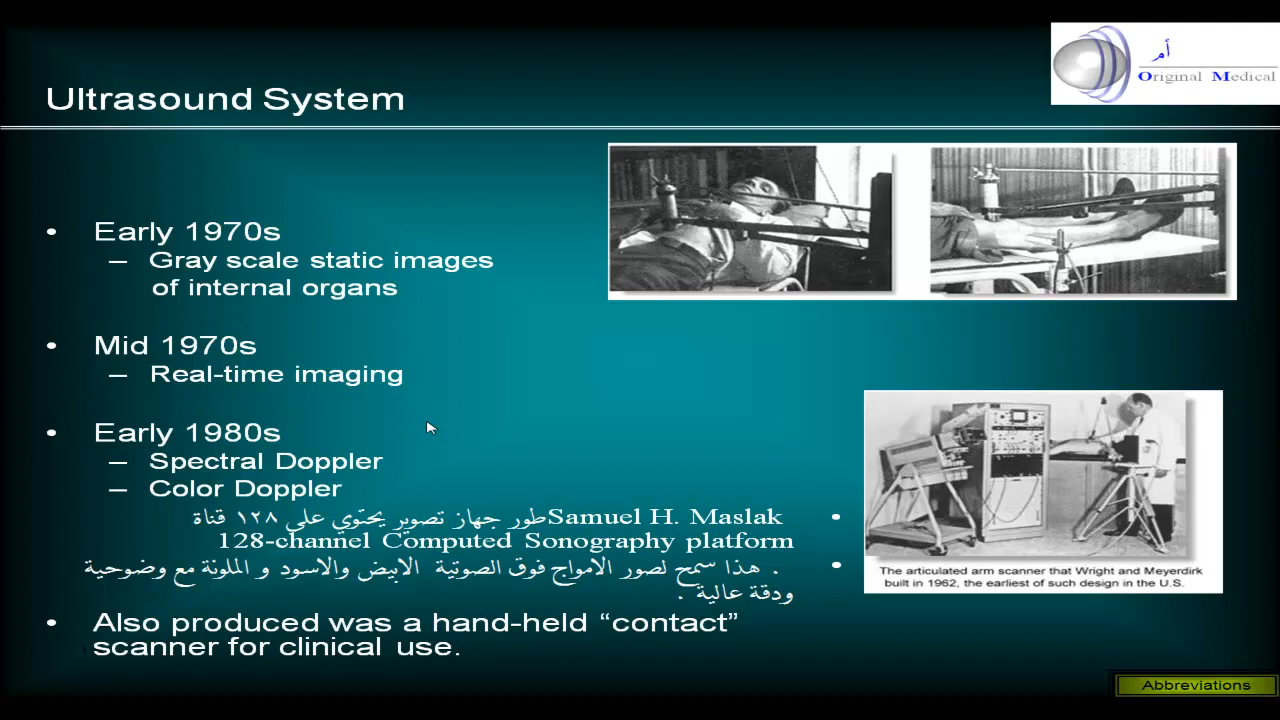 أم
Original Medical
Ultrasound System
• Early 1970s
– Gray scale static images
of internal organs
• Mid 1970s
– Real-time imaging
• Early 1980s
– Spectral Doppler
– Color Doppler
• Samuel H. Maslak طور جهاز تصوير يحتوي على ١٢٨ قناة
128-channel Computed Sonography platform
• . هذا سمح لصور الامواج فوق الصوتية الابيض والاسود و الملونة مع وضوحية
ودقة عالية .
• Also produced was a hand-held “contact”
scanner for clinical use.
The articulated arm scanner that Wright and Meyerdirk
built in 1962, the earliest of such design in the U.S.
Abbreviations